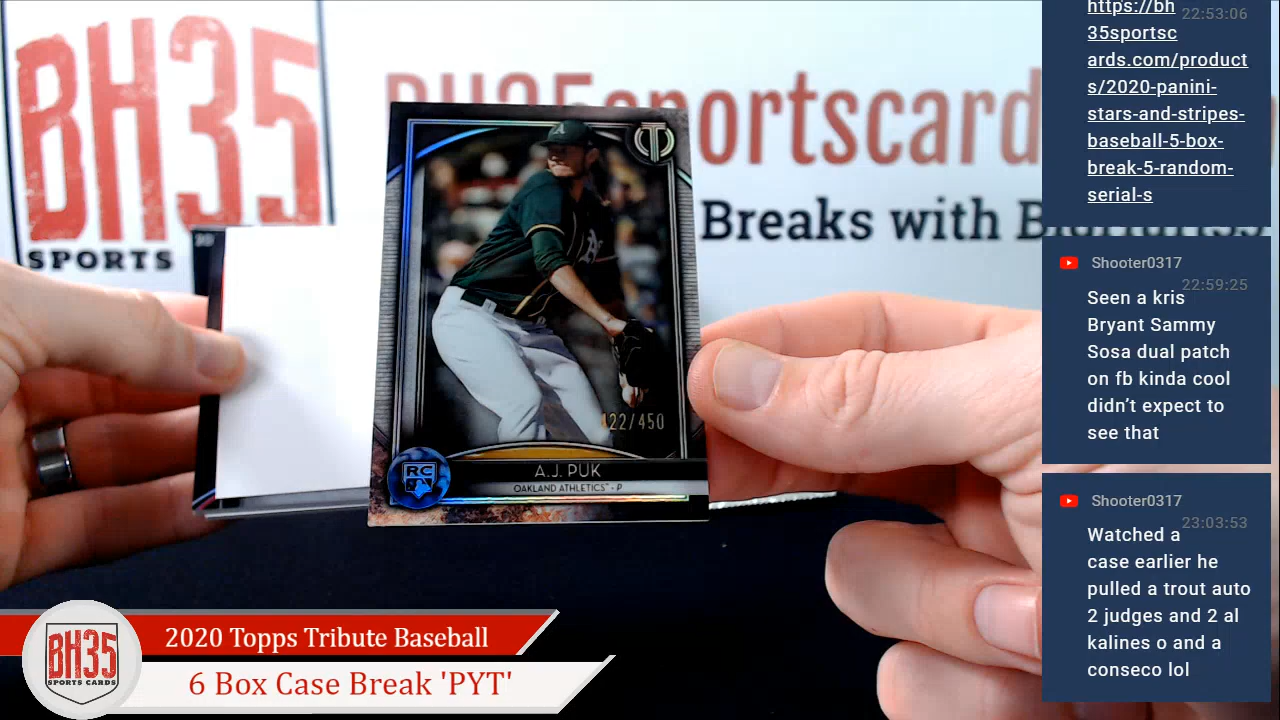 BH35
SPORTS
BH35sportscard
Breaks with
A.J. PUK
OAKLAND ATHLETICS - P
RC
22/450
2020 Topps Tribute Baseball
6 Box Case Break 'PYT'
BH35
SPORTS CARDS
https://bh
22:53:06
35sportsc
ards.com/product
s/2020-panini-
stars-and-stripes-
baseball-5-box-
break-5-random-
serial-s
Shooter0317
22:59:25
Seen a kris
Bryant Sammy
Sosa dual patch
on fb kinda cool
didn't expect to
see that
Shooter0317
23:03:53
Watched a
case earlier he
pulled a trout auto
2 judges and 2 al
kalines o and a
conseco lol